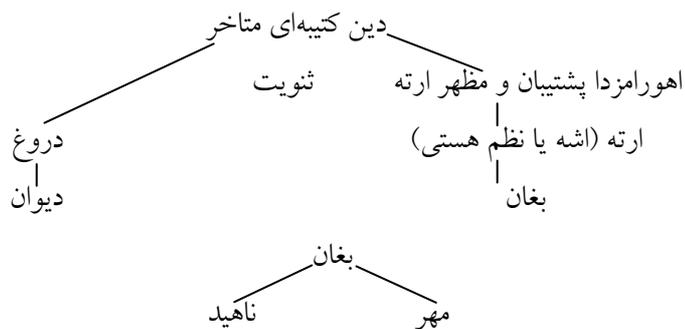 دین کتیبه‌ای متاخر
اهورامزدا پشتیبان و مظهر ارته
ثنویت
ارته (اشه یا نظم هستی)
دروغ
بغان
دیوان
بغان
مهر
ناهید